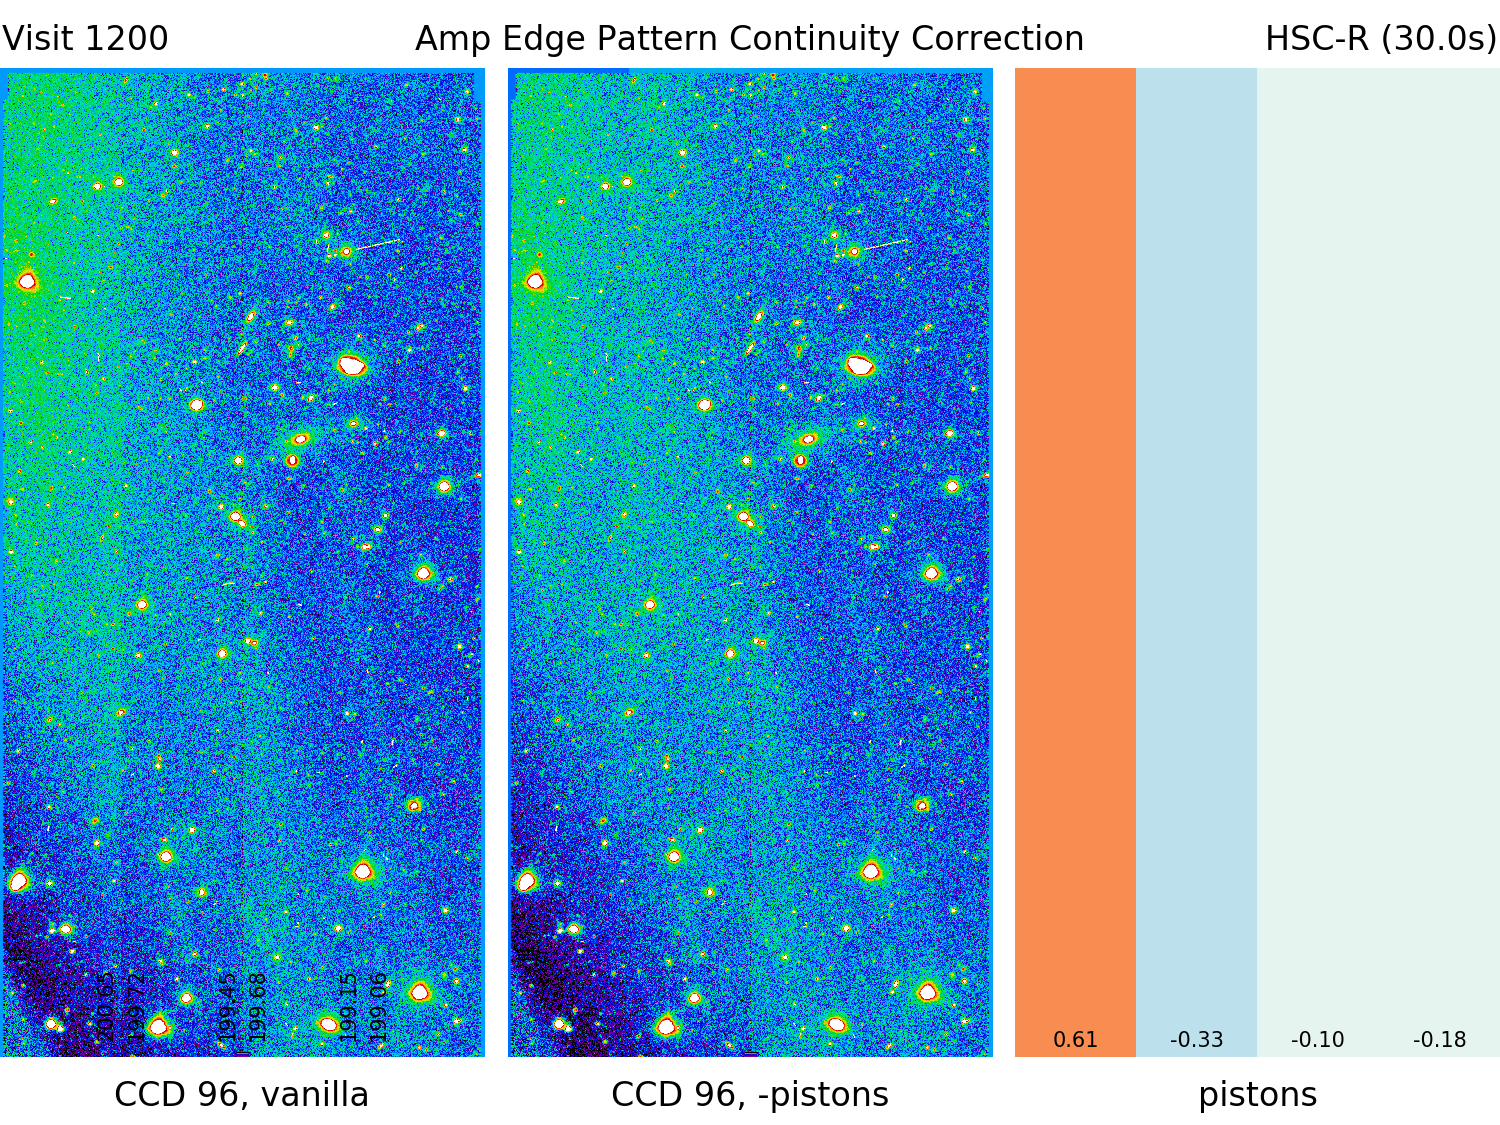 Visit 1200
Amp Edge Pattern Continuity Correction
HSC-R (30.0s)
200.65
199.72
199.45
199.68
199.15
199.06
0.61
-0.33
-0.10
-0.18
CCD 96, vanilla
CCD 96, -pistons
pistons